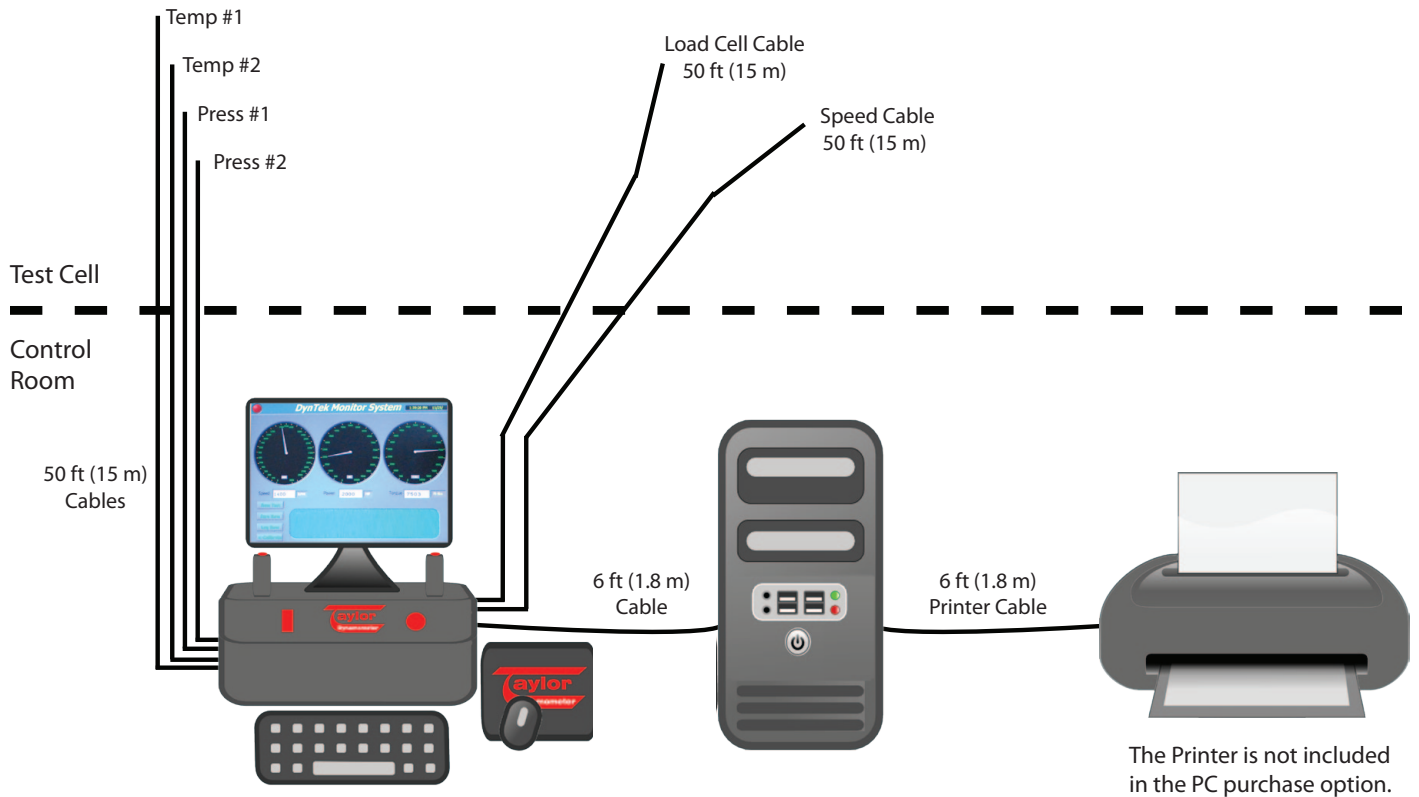 Temp #1
Temp #2
Press #1
Press #2
Load Cell Cable
50 ft (15 m)
Speed Cable
50 ft (15 m)
Test Cell
Control
Room
DynTek Monitor System
50 ft (15 m)
Cables
6 ft (1.8 m)
Cable
6 ft (1.8 m)
Printer Cable
Taylor
Dynamometer
Taylor
The Printer is not included
in the PC purchase option.